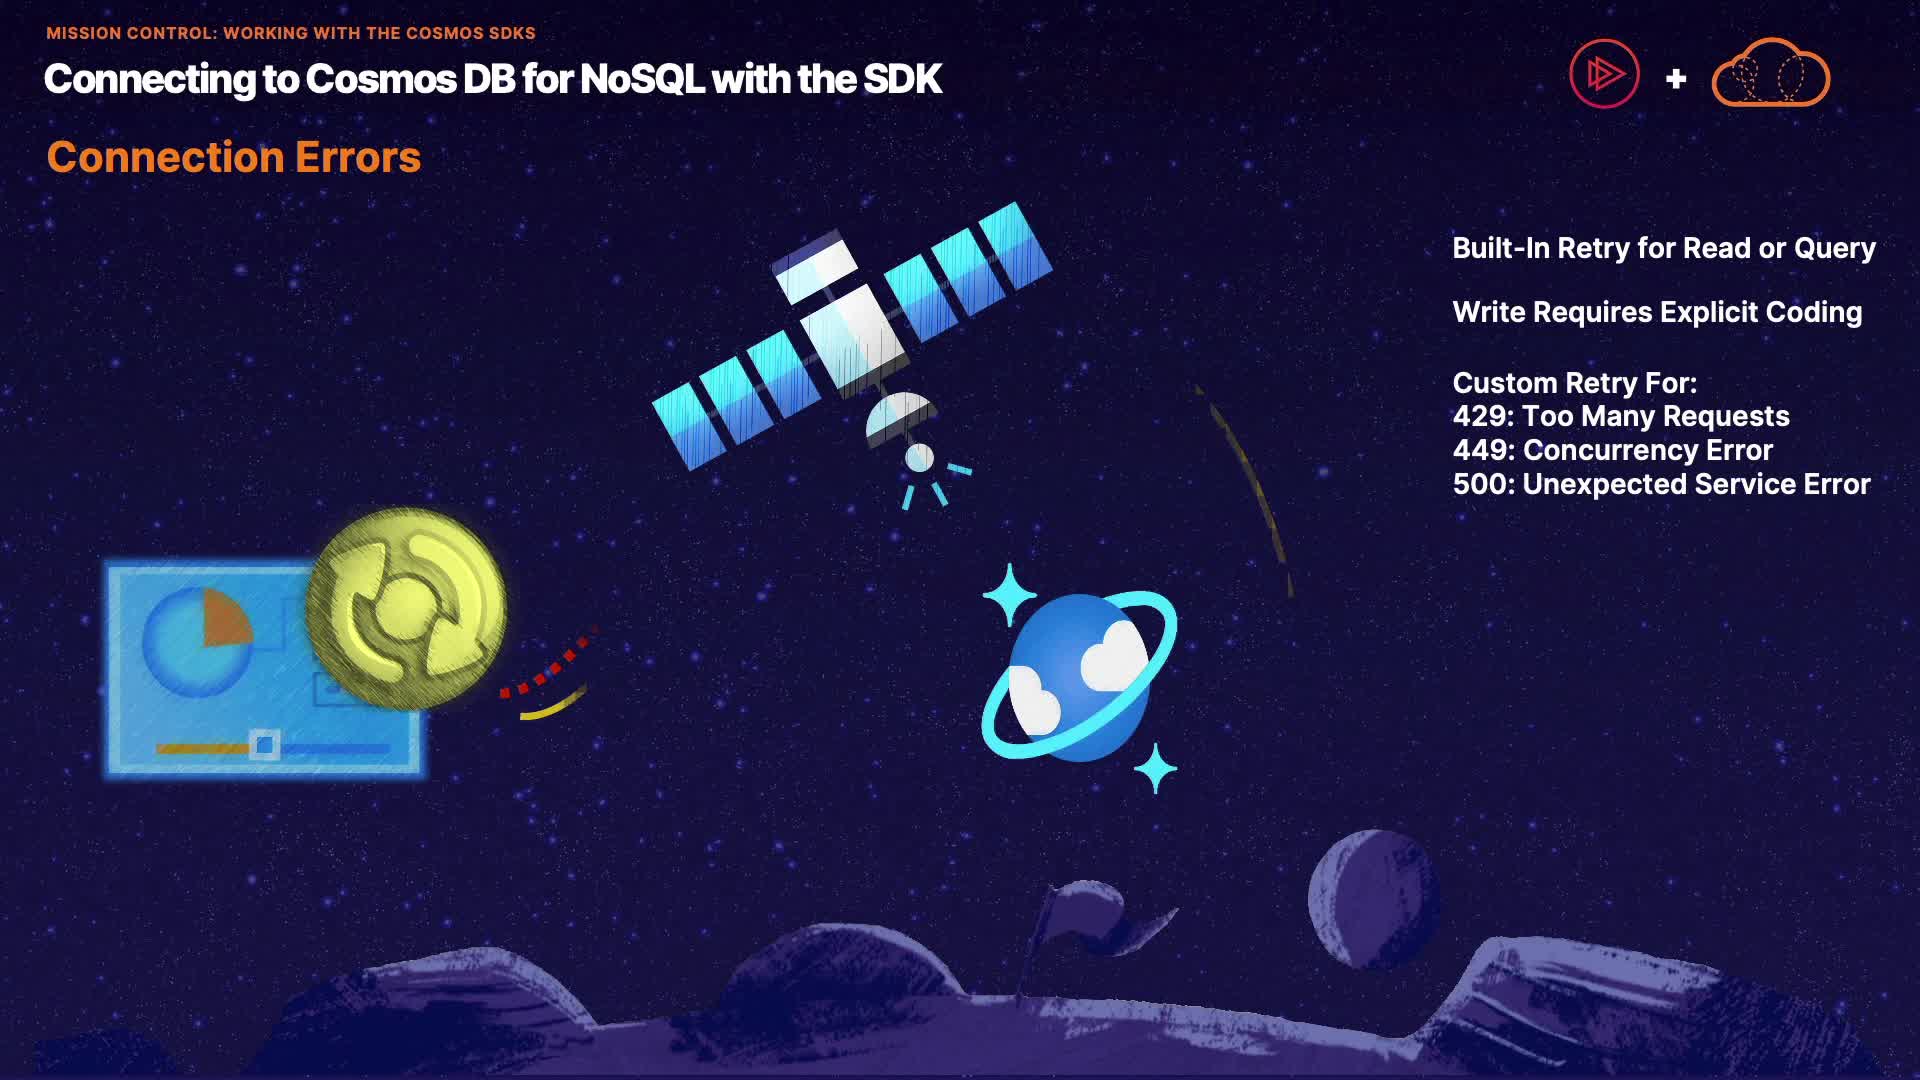 MISSION CONTROL: WORKING WITH THE COSMOS SDKS
Connecting to Cosmos DB for NoSQL with the SDK
Connection Errors
Built-In Retry for Read or Query
Write Requires Explicit Coding
Custom Retry For:
429: Too Many Requests
449: Concurrency Error
500: Unexpected Service Error